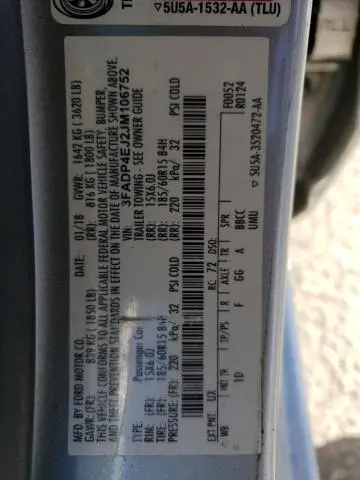 TR
▽5U5A-1532-AA (TLU)
MFD. BY FORD MOTOR CO. 01/18 GVWR: 1642 KG ( 3620 LB)
GAWR:(FR): 839 KG ( 1850 LB) (RR): 816 KG ( 1800 LB)
THIS VEHICLE CONFORMS TO ALL APPLICABLE FEDERAL MOTOR VEHICLE SAFETY, BUMPER,
AND THEFT PREVENTION STANDARDS IN EFFECT ON THE DATE OF MANUFACTURE SHOWN ABOVE.
VIN: 3FADP4EJ2JM106752
Passenger Car TRAILER TOWING - SEE OWNER GUIDE
RIM: (FR): 15X6.0J (RR): 15X6.0J
TIRE (FR): 185/60R15 84H (RR): 185/60R15 84H
PRESSURE:(FR): 220 kPa/ 32 PSI COLD (RR): 220 kPa/ 32 PSI COLD
F0052
R0124
RC: 72 DSO:
EXT PNT: UX
WB INT TR TP/PS R AXLE TR SPR
1D F GG A BBCC
UMU
▽5U5A-3520472-AA